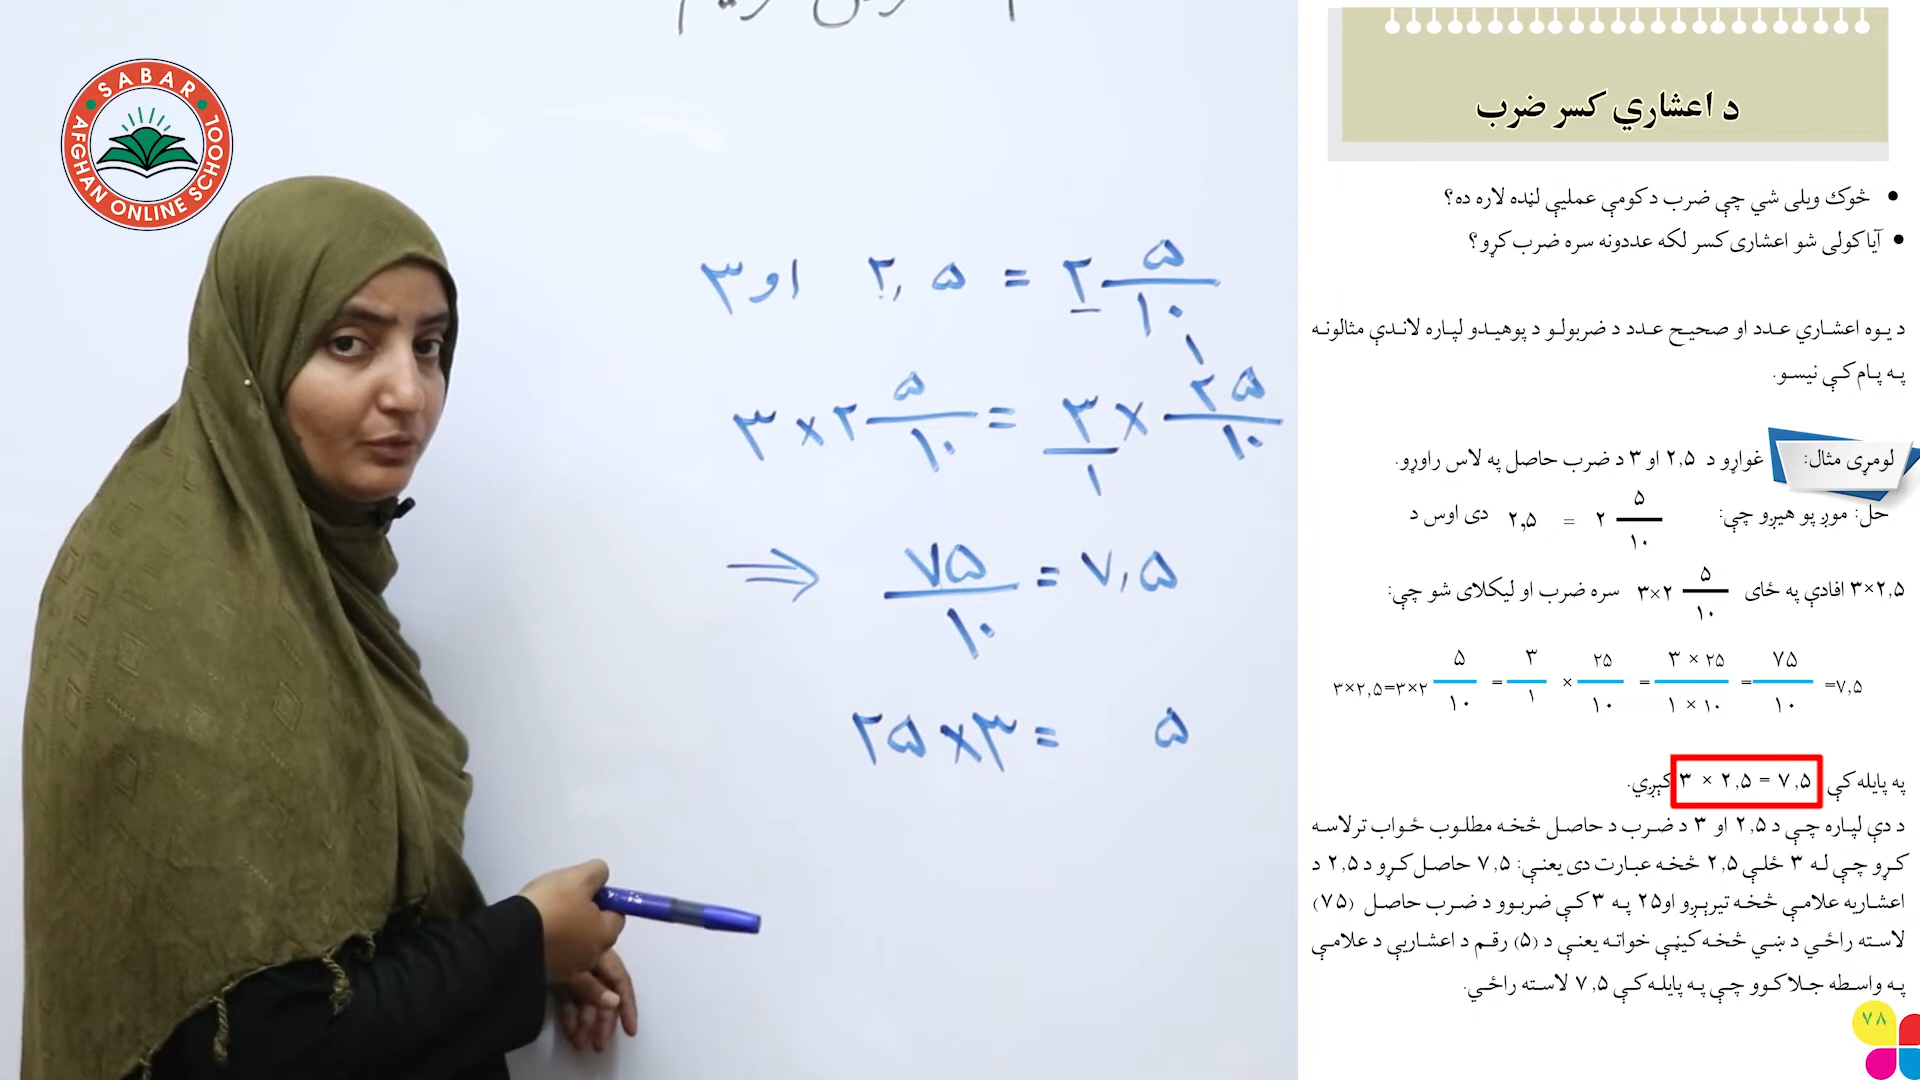 SABAR
AFGHAN ONLINE SCHOOL
۳ او ۲,۵ = ۲ ۵/۱۰
۱
۳ × ۲ ۵/۱۰ = ۳/۱ × ۲۵/۱۰
⇒ ۷۵/۱۰ = ۷,۵
۲۵ × ۳ = ۵
د اعشاري کسر ضرب
• څوک ویلی شي چې ضرب د کومې عملیې لنډه لاره ده؟
• آیا کولی شو اعشاری کسر لکه عددونه سره ضرب کړو؟
د یوه اعشاري عدد او صحیح عدد د ضربولو د پوهیدو لپاره لاندې مثالونه
په پام کې نیسو.
لومړی مثال: غواړو د ۲,۵ او ۳ د ضرب حاصل په لاس راوړو.
حل: موږ پوهیږو چې: ۲ ۵/۱۰ = ۲,۵ دی اوس د
۳×۲,۵ افادې په ځای ۳×۲ ۵/۱۰ سره ضرب او لیکلای شو چې:
۳×۲,۵=۳×۲ ۵/۱۰ = ۳/۱ × ۲۵/۱۰ = ۳ × ۲۵/۱ × ۱۰ = ۷۵/۱۰ =۷,۵
په پایله کې ۳ × ۲,۵ = ۷,۵ کېږي.
د دې لپاره چې د ۲,۵ او ۳ د ضرب د حاصل څخه مطلوب ځواب ترلاسه
کړو چې له ۳ ځلې ۲,۵ څخه عبارت دی یعنې: ۷,۵ حاصل کړو د ۲,۵ د
اعشاریه علامې څخه تیرېږو او۲۵ په ۳ کې ضربوو د ضرب حاصل (۷۵)
لاسته راځي د ښي څخه کیڼې خواته یعنې د (۵) رقم د اعشاریې د علامې
په واسطه جلا کوو چې په پایله کې ۷,۵ لاسته راځي.
۷۸